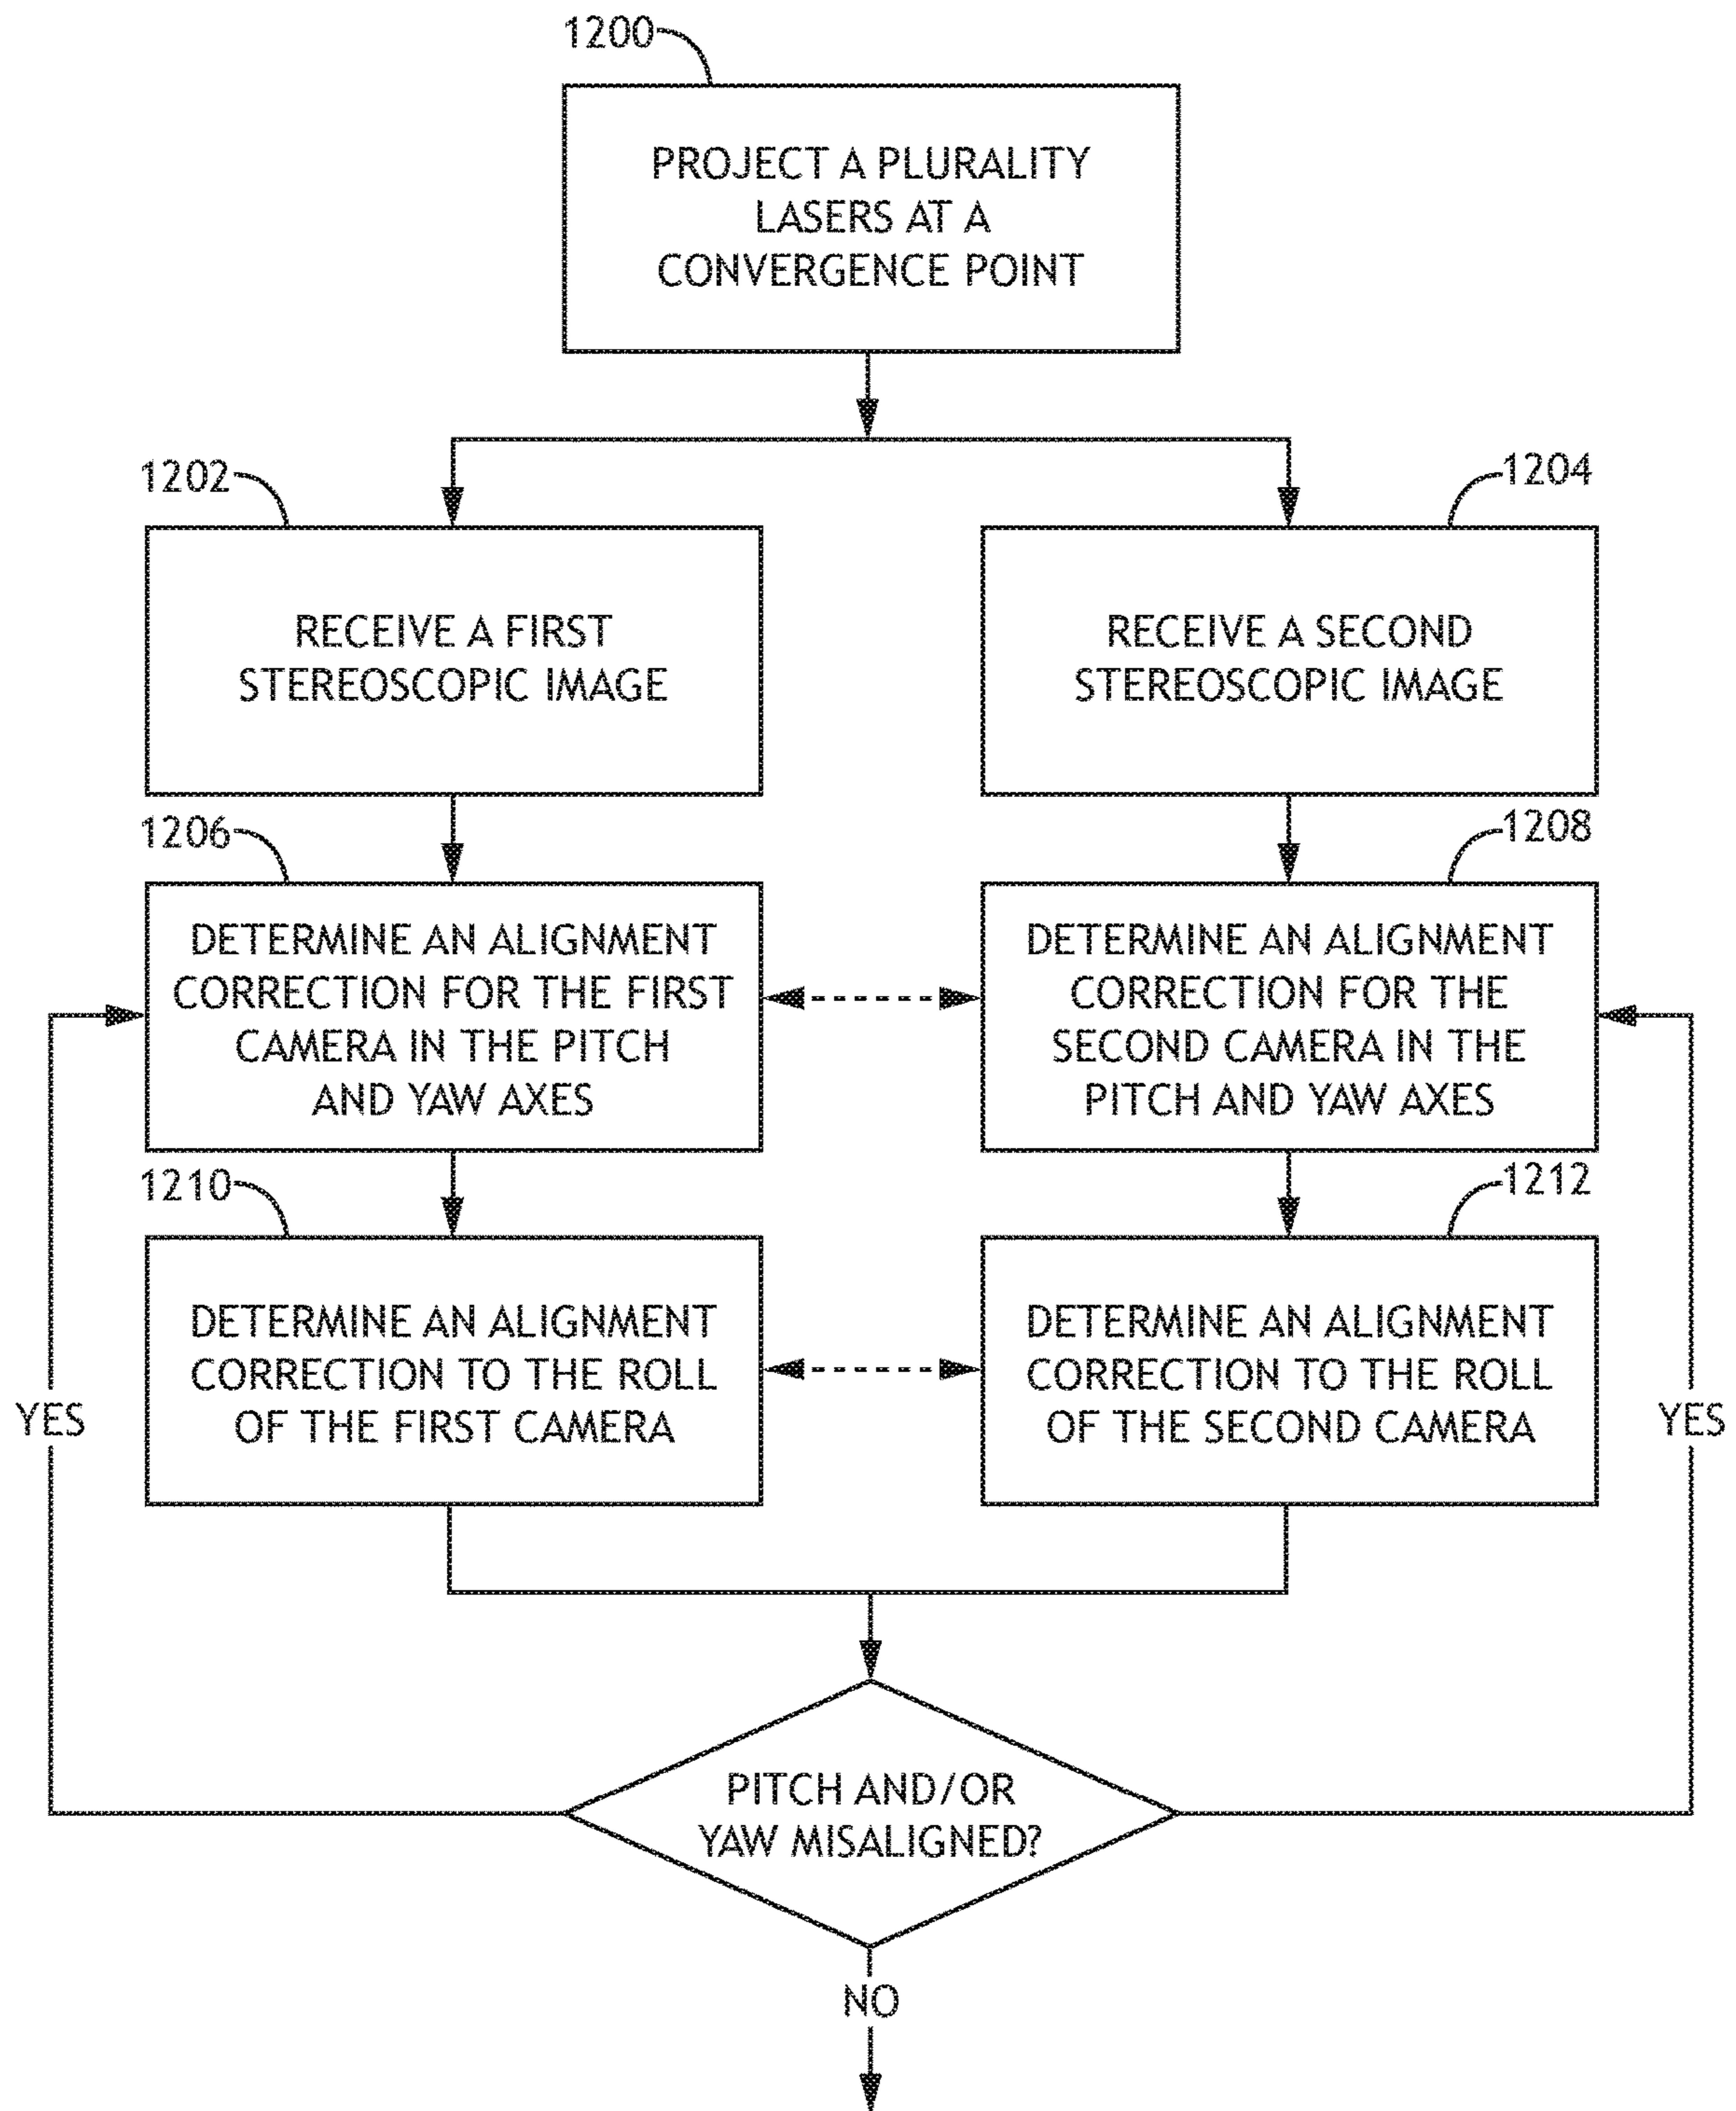 1200
PROJECT A PLURALITY
LASERS AT A
CONVERGENCE POINT
1202
RECEIVE A FIRST
STEREOSCOPIC IMAGE
1204
RECEIVE A SECOND
STEREOSCOPIC IMAGE
1206
DETERMINE AN ALIGNMENT
CORRECTION FOR THE FIRST
CAMERA IN THE PITCH
AND YAW AXES
1208
DETERMINE AN ALIGNMENT
CORRECTION FOR THE
SECOND CAMERA IN THE
PITCH AND YAW AXES
1210
DETERMINE AN ALIGNMENT
CORRECTION TO THE ROLL
OF THE FIRST CAMERA
1212
DETERMINE AN ALIGNMENT
CORRECTION TO THE ROLL
OF THE SECOND CAMERA
YES
YES
PITCH AND/OR
YAW MISALIGNED?
NO